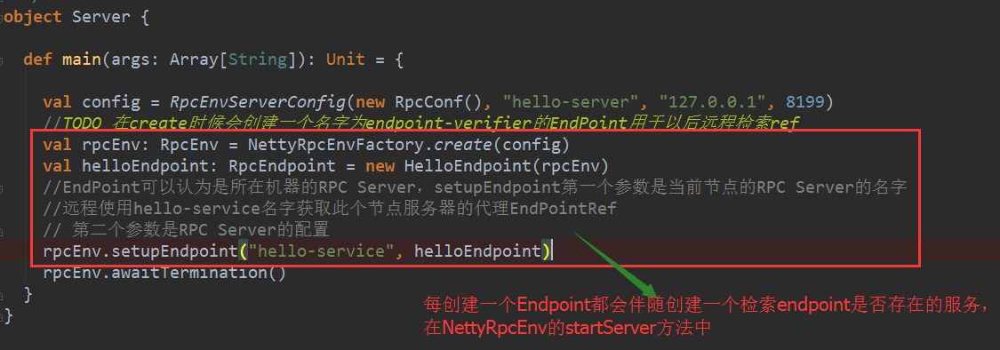 object Server {
def main(args: Array[String]): Unit = {
val config = RpcEnvServerConfig(new RpcConf(), "hello-server", "127.0.0.1", 8199)
//TODO 在create时候会创建一个名字为endpoint-verifier的EndPoint用于以后远程检索ref
val rpcEnv: RpcEnv = NettyRpcEnvFactory.create(config)
val helloEndpoint: RpcEndpoint = new HelloEndpoint(rpcEnv)
//EndPoint可以认为是所在机器的RPC Server，setupEndpoint第一个参数是当前节点的RPC Server的名字
//远程使用hello-service名字获取此个节点服务器的代理EndPointRef
// 第二个参数是RPC Server的配置
rpcEnv.setupEndpoint("hello-service", helloEndpoint)
rpcEnv.awaitTermination()
}
}
每创建一个Endpoint都会伴随创建一个检索endpoint是否存在的服务，
在NettyRpcEnv的startServer方法中